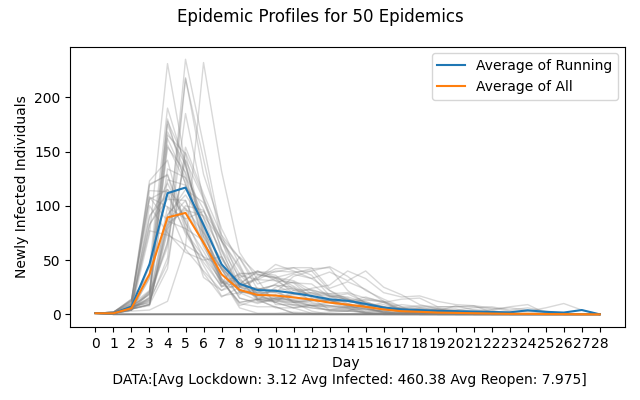 Epidemic Profiles for 50 Epidemics
Average of Running
Average of All
Newly Infected Individuals
200
150
100
50
0
0 1 2 3 4 5 6 7 8 9 10 11 12 13 14 15 16 17 18 19 20 21 22 23 24 25 26 27 28
Day
DATA:[Avg Lockdown: 3.12 Avg Infected: 460.38 Avg Reopen: 7.975]